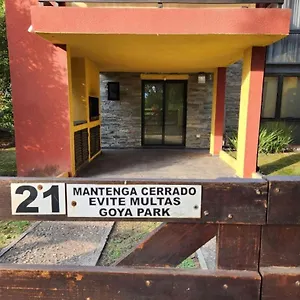 21
MANTENGA CERRADO
EVITE MULTAS
GOYA PARK